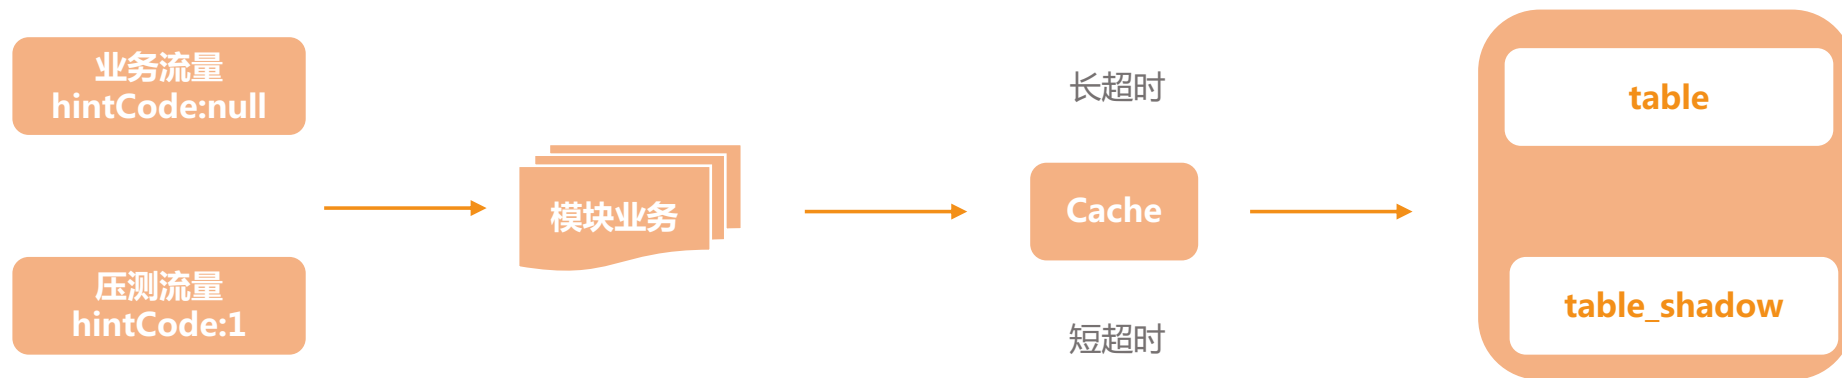 业务流量
hintCode:null
压测流量
hintCode:1
模块业务
长超时
Cache
短超时
table
table_shadow